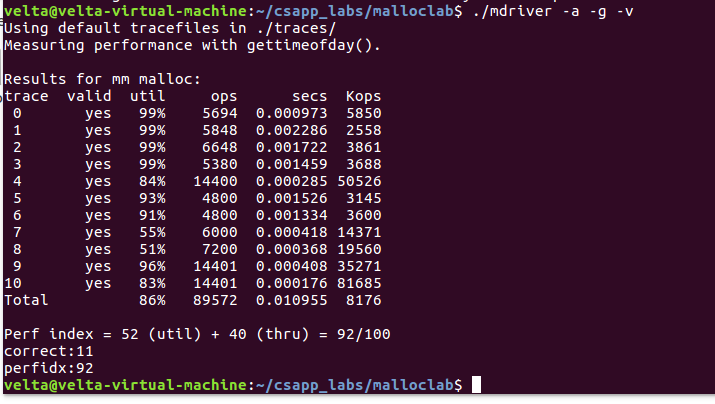 velta@velta-virtual-machine:~/csapp_labs/malloclab$ ./mdriver -a -g -v
Using default tracefiles in ./traces/
Measuring performance with gettimeofday().
Results for mm malloc:
trace  valid  util     ops      secs  Kops
 0       yes   99%    5694  0.000973  5850
 1       yes   99%    5848  0.002286  2558
 2       yes   99%    6648  0.001722  3861
 3       yes   99%    5380  0.001459  3688
 4       yes   84%   14400  0.000285 50526
 5       yes   93%    4800  0.001526  3145
 6       yes   91%    4800  0.001334  3600
 7       yes   55%    6000  0.000418 14371
 8       yes   51%    7200  0.000368 19560
 9       yes   96%   14401  0.000408 35271
10       yes   83%   14401  0.000176 81685
Total          86%   89572  0.010955  8176
Perf index = 52 (util) + 40 (thru) = 92/100
correct:11
perfidx:92
velta@velta-virtual-machine:~/csapp_labs/malloclab$